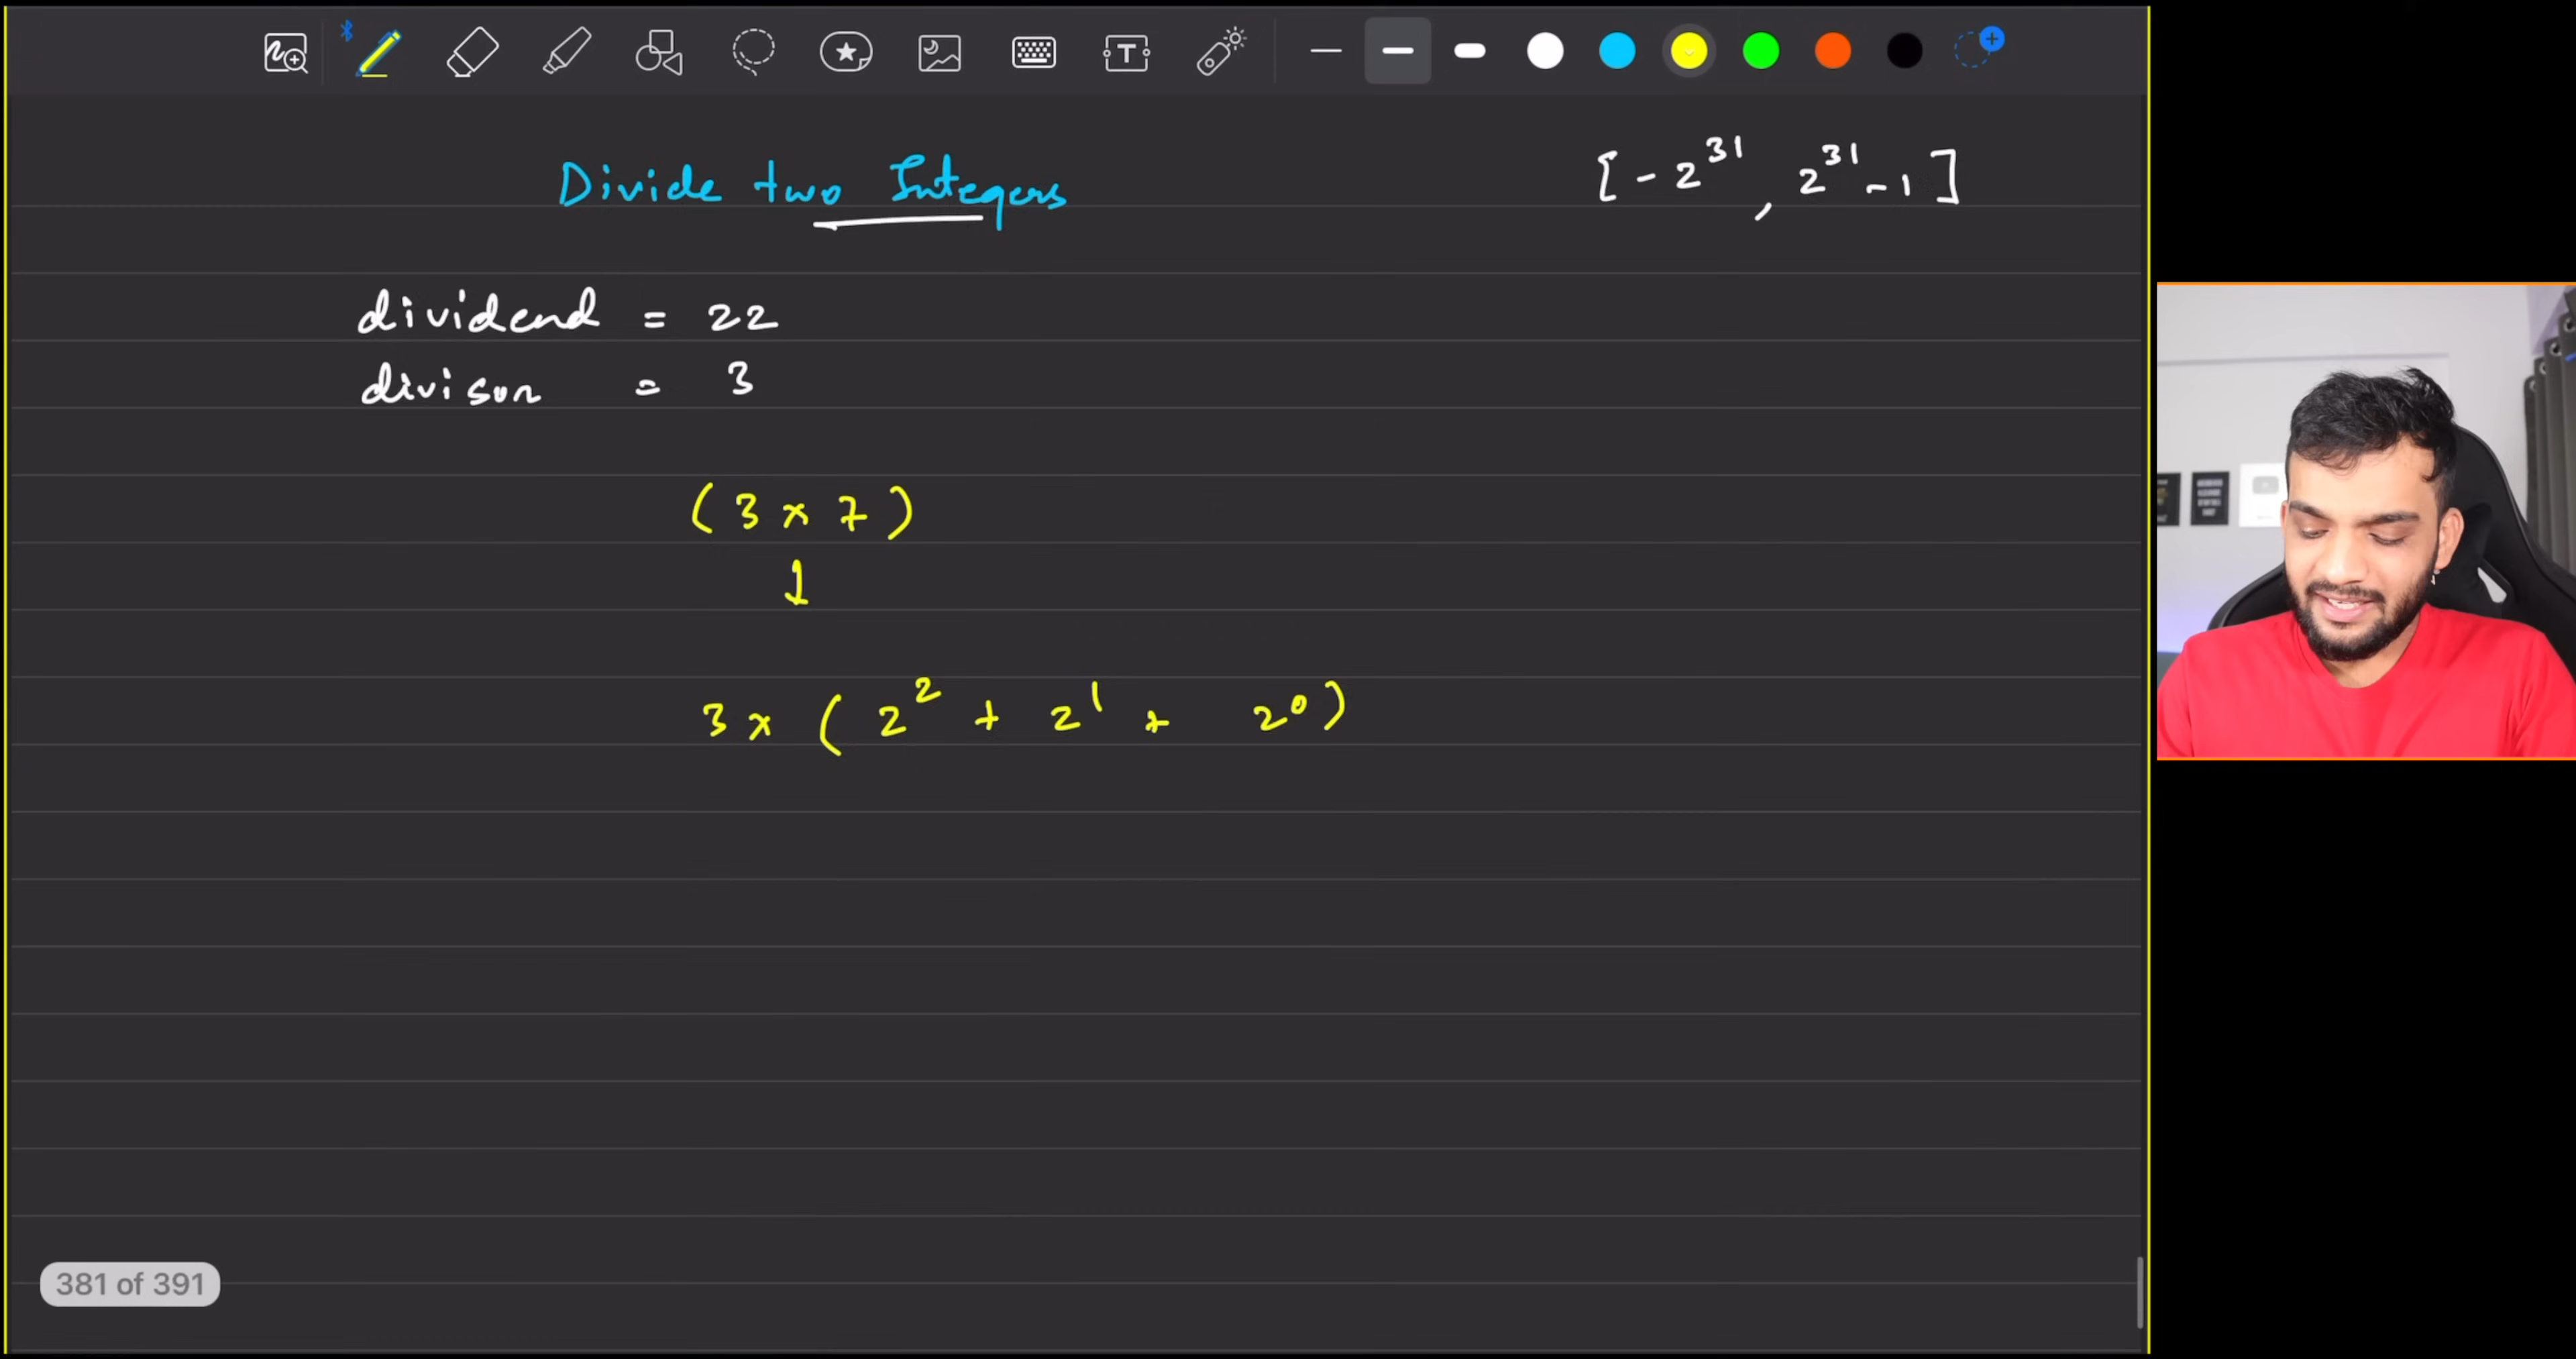 Divide two Integers
[-2^31, 2^31 - 1]
dividend = 22
divison = 3
(3 x 7)
3 x (2^2 + 2^1 + 2^0)
381 of 391